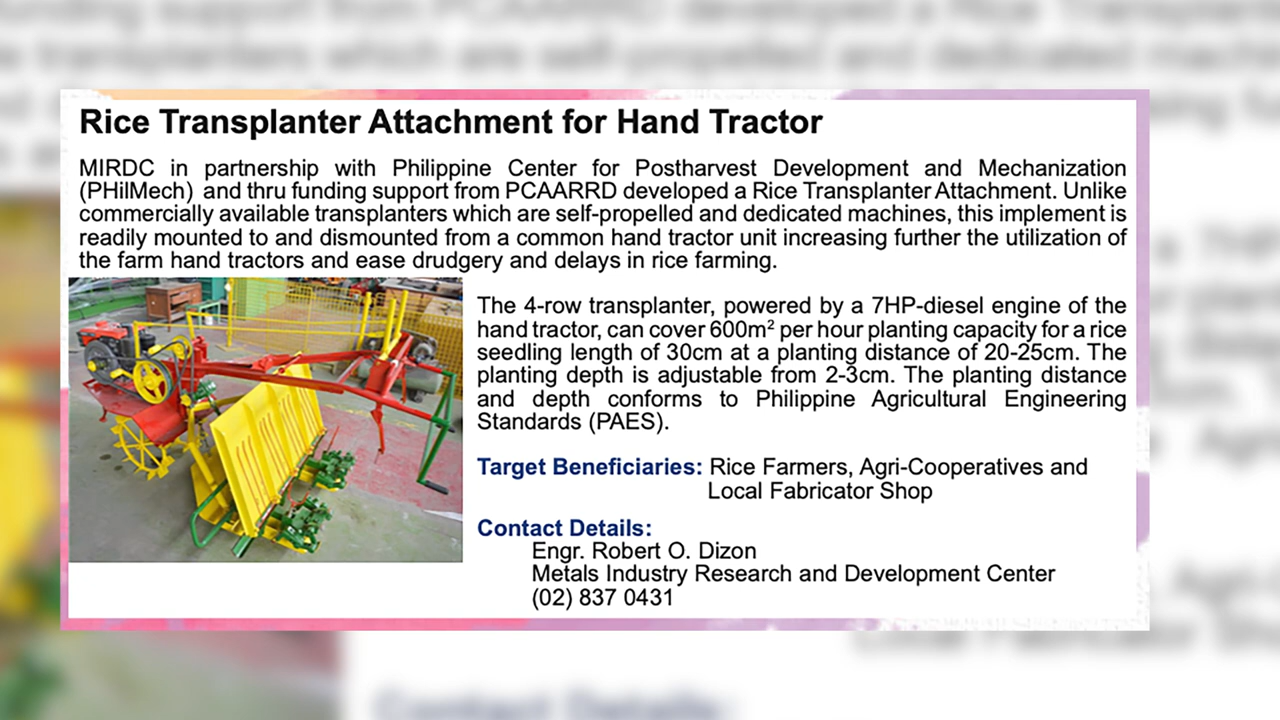 Rice Transplanter Attachment for Hand Tractor
MIRDC in partnership with Philippine Center for Postharvest Development and Mechanization
(PHilMech) and thru funding support from PCAARRD developed a Rice Transplanter Attachment. Unlike
commercially available transplanters which are self-propelled and dedicated machines, this implement is
readily mounted to and dismounted from a common hand tractor unit increasing further the utilization of
the farm hand tractors and ease drudgery and delays in rice farming.
The 4-row transplanter, powered by a 7HP-diesel engine of the
hand tractor, can cover 600m² per hour planting capacity for a rice
seedling length of 30cm at a planting distance of 20-25cm. The
planting depth is adjustable from 2-3cm. The planting distance
and depth conforms to Philippine Agricultural Engineering
Standards (PAES).
Target Beneficiaries: Rice Farmers, Agri-Cooperatives and
Local Fabricator Shop
Contact Details:
Engr. Robert O. Dizon
Metals Industry Research and Development Center
(02) 837 0431